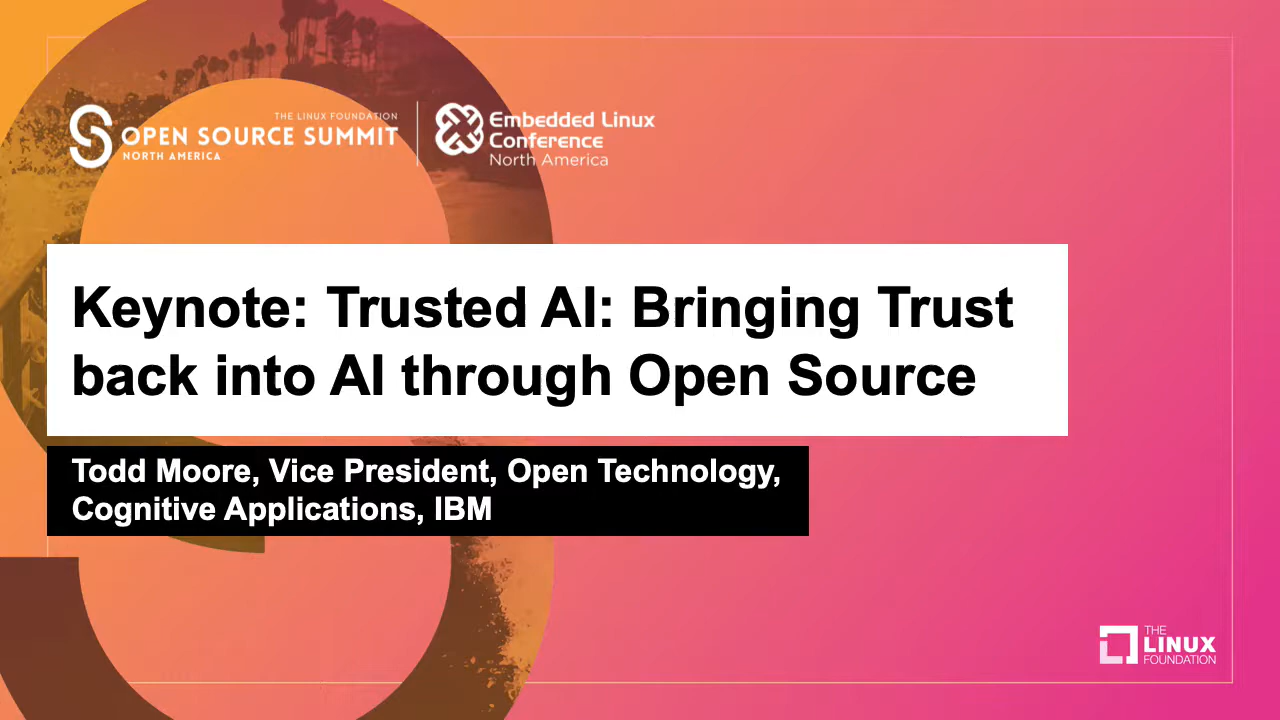 THE LINUX FOUNDATION
OPEN SOURCE SUMMIT
NORTH AMERICA
Embedded Linux
Conference
North America
Keynote: Trusted AI: Bringing Trust
back into AI through Open Source
Todd Moore, Vice President, Open Technology,
Cognitive Applications, IBM
THE
LINUX
FOUNDATION